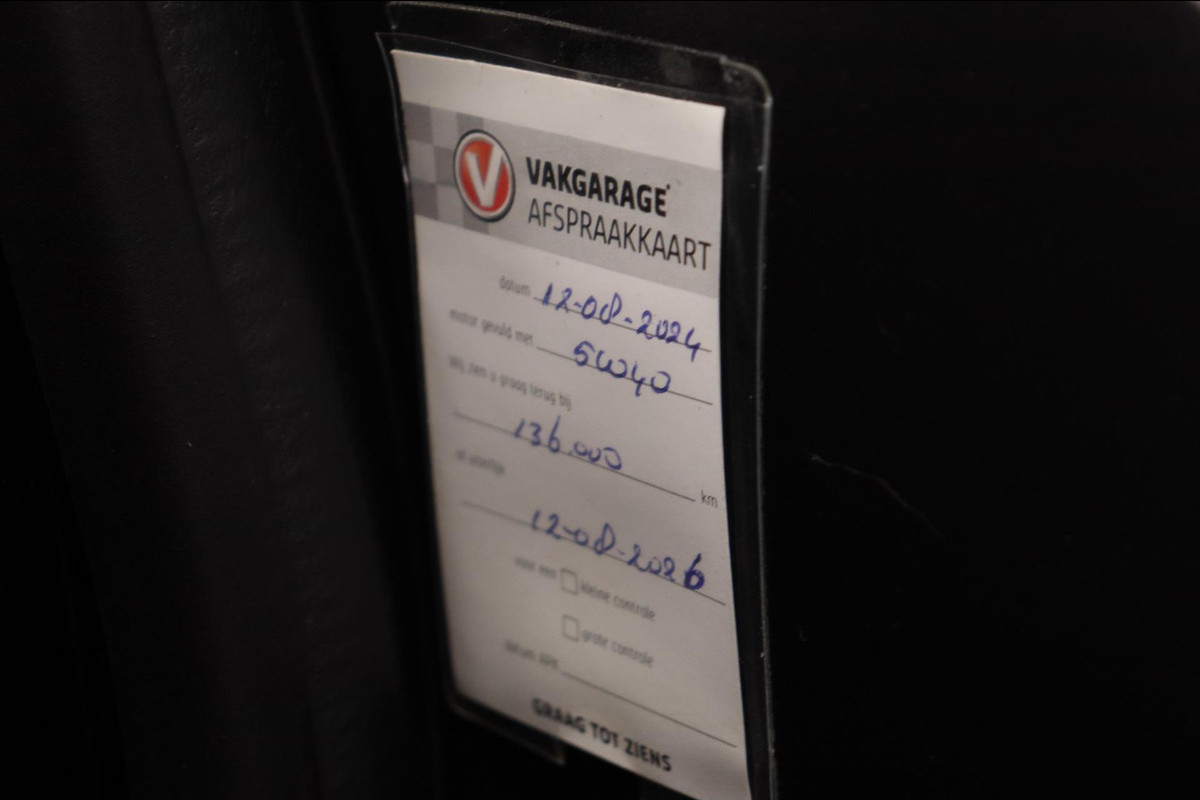 V
VAKGARAGE
AFSPRAAKKAART
datum 12-08-2024
motor gevuld met 5W40
Wij zien u graag terug bij
136.000 km
of uiterlijk
12-08-2026
voor een kleine controle
grote controle
datum APK
GRAAG TOT ZIENS